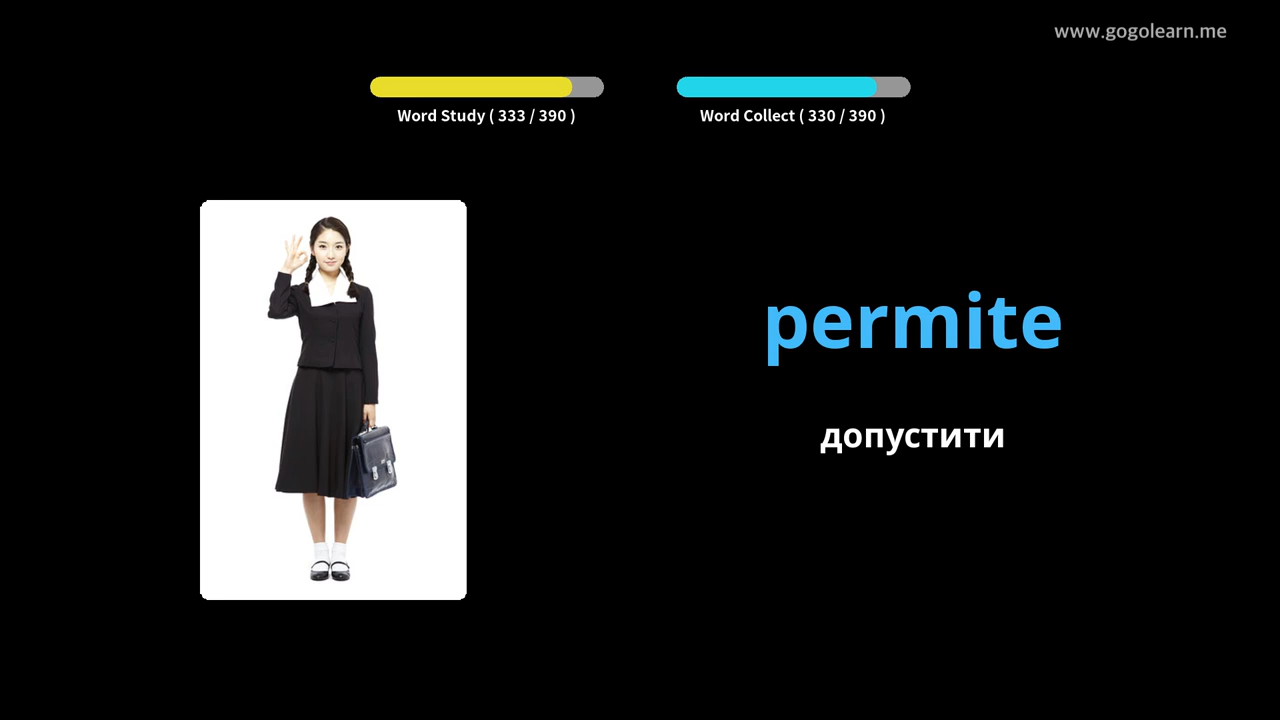 www.gogolearn.me
Word Study ( 333 / 390 )
Word Collect ( 330 / 390 )
permite
допустити